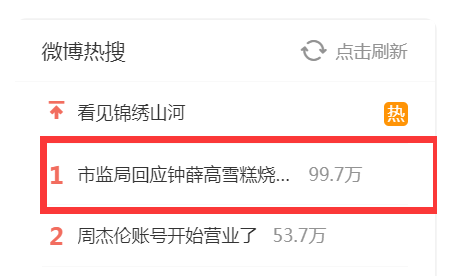 微博热搜 点击刷新
看见锦绣山河 热
1 市监局回应钟薛高雪糕烧... 99.7万
2 周杰伦账号开始营业了 53.7万